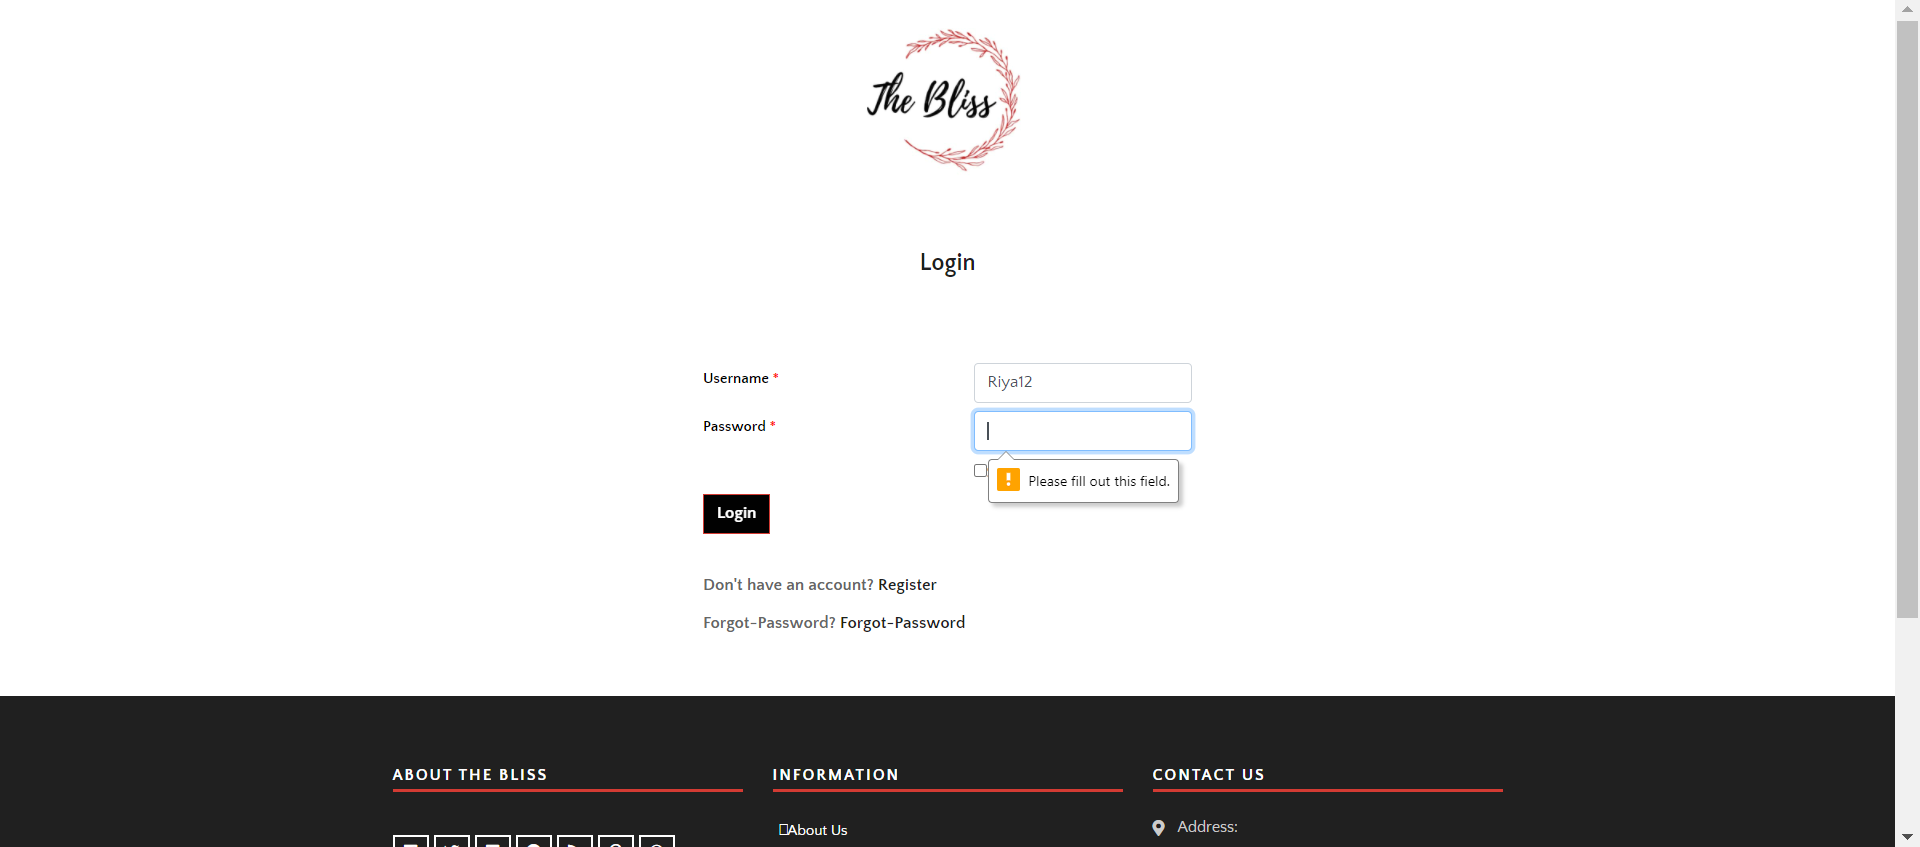 The Bliss
Login
Username *
Riya12
Password *
Please fill out this field.
Login
Don't have an account? Register
Forgot-Password? Forgot-Password
ABOUT THE BLISS
INFORMATION
CONTACT US
About Us
Address: